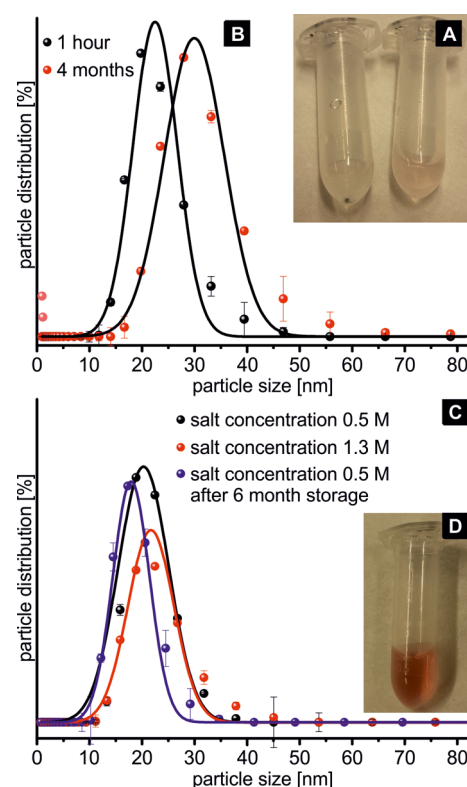 B
1 hour
4 months
A
particle distribution [%]
0 10 20 30 40 50 60 70 80
particle size [nm]
C
salt concentration 0.5 M
salt concentration 1.3 M
salt concentration 0.5 M
after 6 month storage
D
particle distribution [%]
0 10 20 30 40 50 60 70 80
particle size [nm]